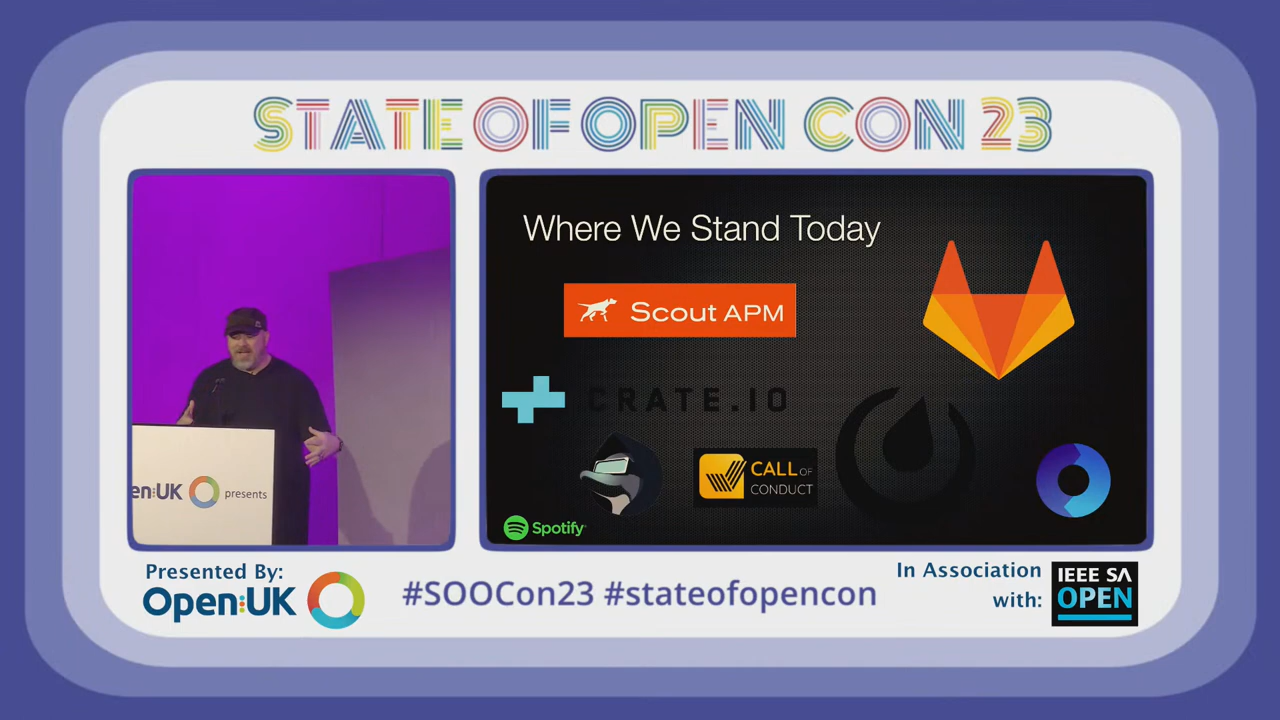 STATE OF OPEN CON 23
Where We Stand Today
Scout APM
CRATE.IO
CALL OF
CONDUCT
Spotify
en:UK presents
Presented By:
Open:UK
#SOOCon23 #stateofopencon
In Association
with:
IEEE SA
OPEN